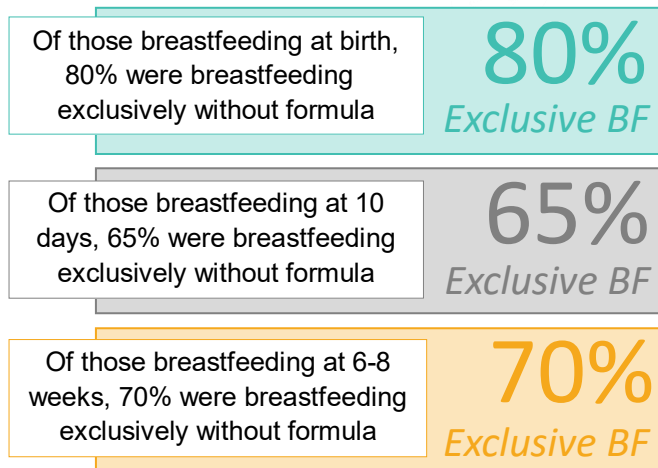 Of those breastfeeding at birth,
80% were breastfeeding
exclusively without formula
80%
Exclusive BF
Of those breastfeeding at 10
days, 65% were breastfeeding
exclusively without formula
65%
Exclusive BF
Of those breastfeeding at 6-8
weeks, 70% were breastfeeding
exclusively without formula
70%
Exclusive BF